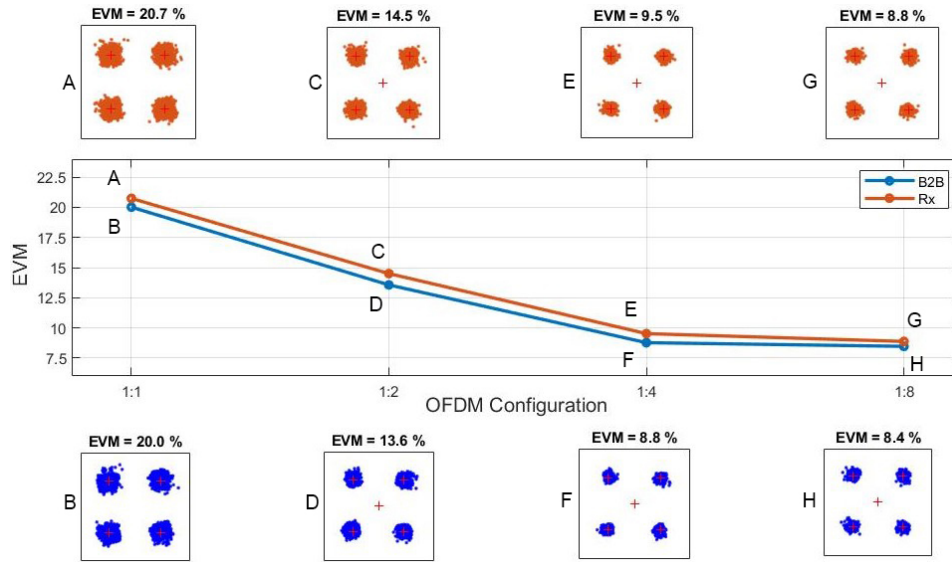 EVM = 20.7 %
EVM = 14.5 %
EVM = 9.5 %
EVM = 8.8 %
A
C
E
G
22.5
20
17.5
15
12.5
10
7.5
EVM
A
B
C
D
E
F
G
H
B2B
Rx
1:1
1:2
1:4
1:8
OFDM Configuration
EVM = 20.0 %
EVM = 13.6 %
EVM = 8.8 %
EVM = 8.4 %
B
D
F
H